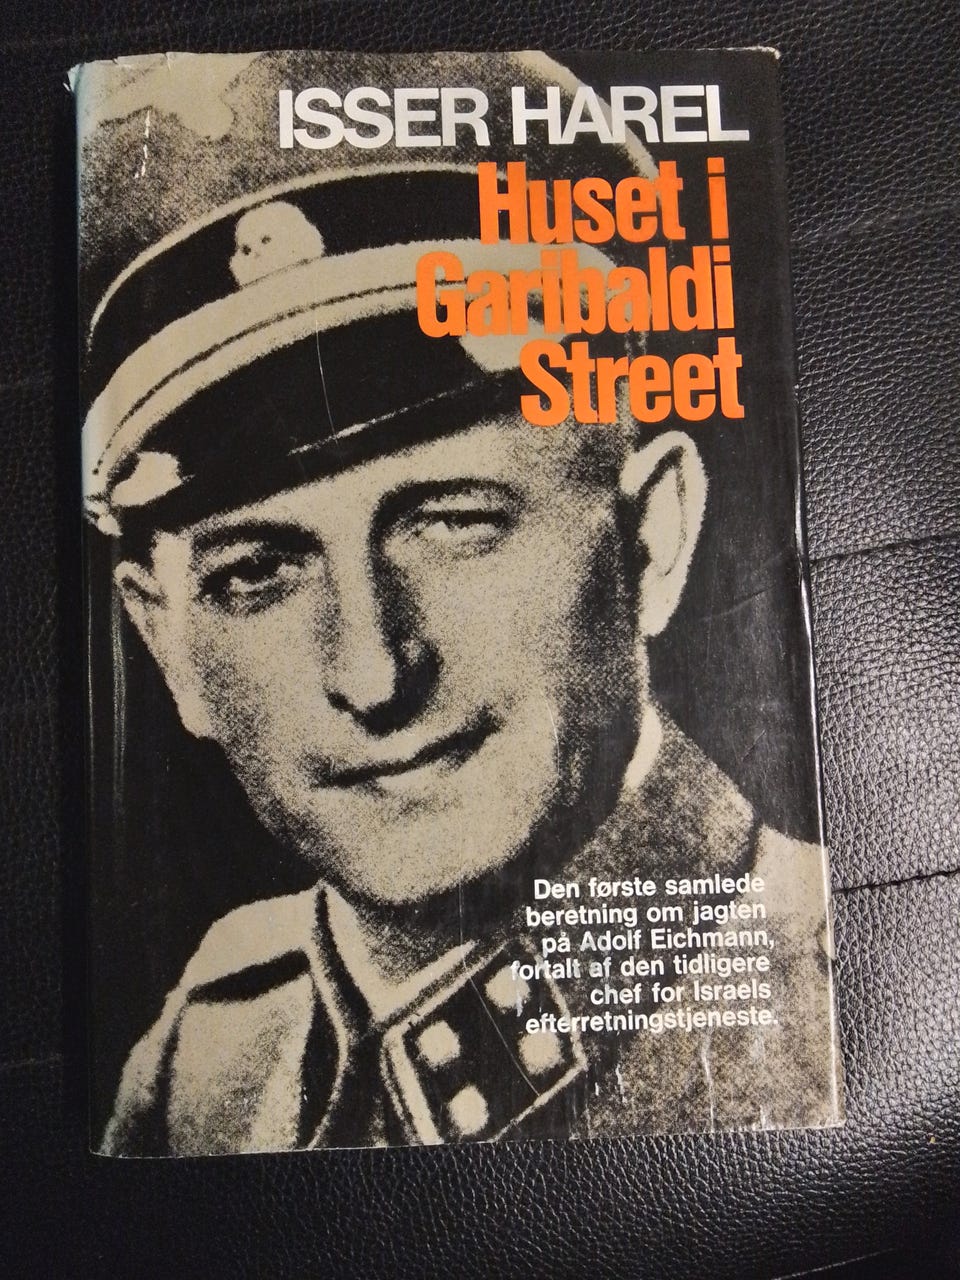 ISSER HAREL
Huset i
Garibaldi
Street
Den første samlede
beretning om jagten
på Adolf Eichmann,
fortalt af den tidligere
chef for Israels
efterretningstjeneste.